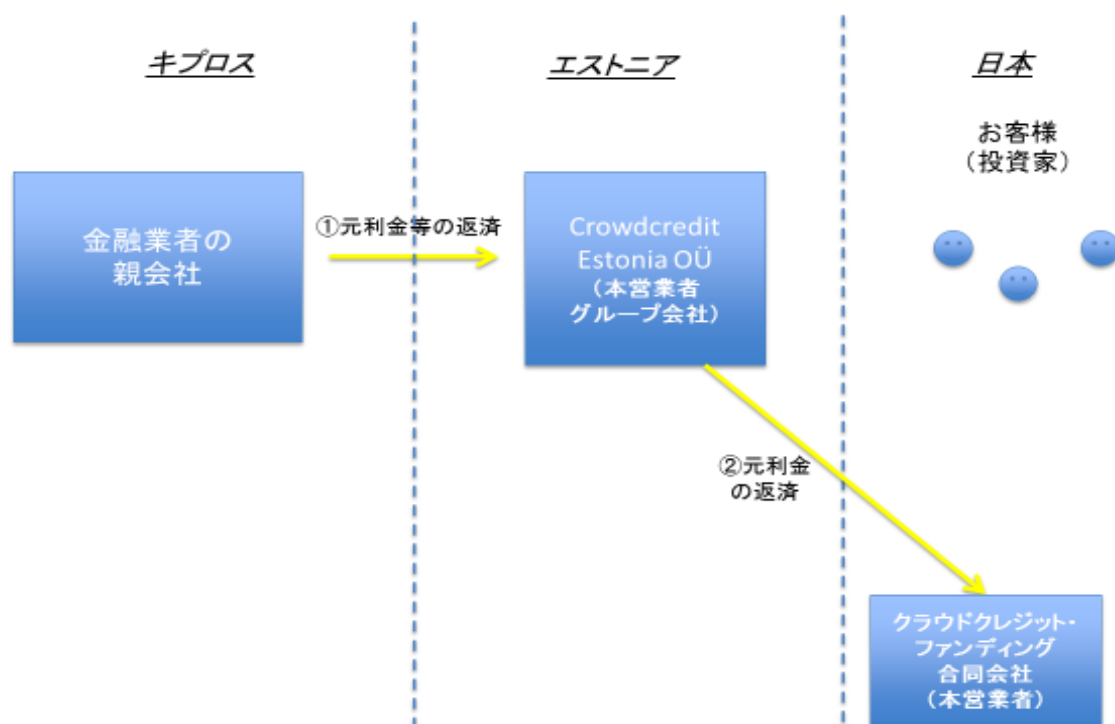 キプロス
エストニア
日本
お客様
（投資家）
金融業者の
親会社
①元利金等の返済
Crowdcredit
Estonia OÜ
（本営業者
グループ会社）
②元利金
の返済
クラウドクレジット・
ファンディング
合同会社
（本営業者）